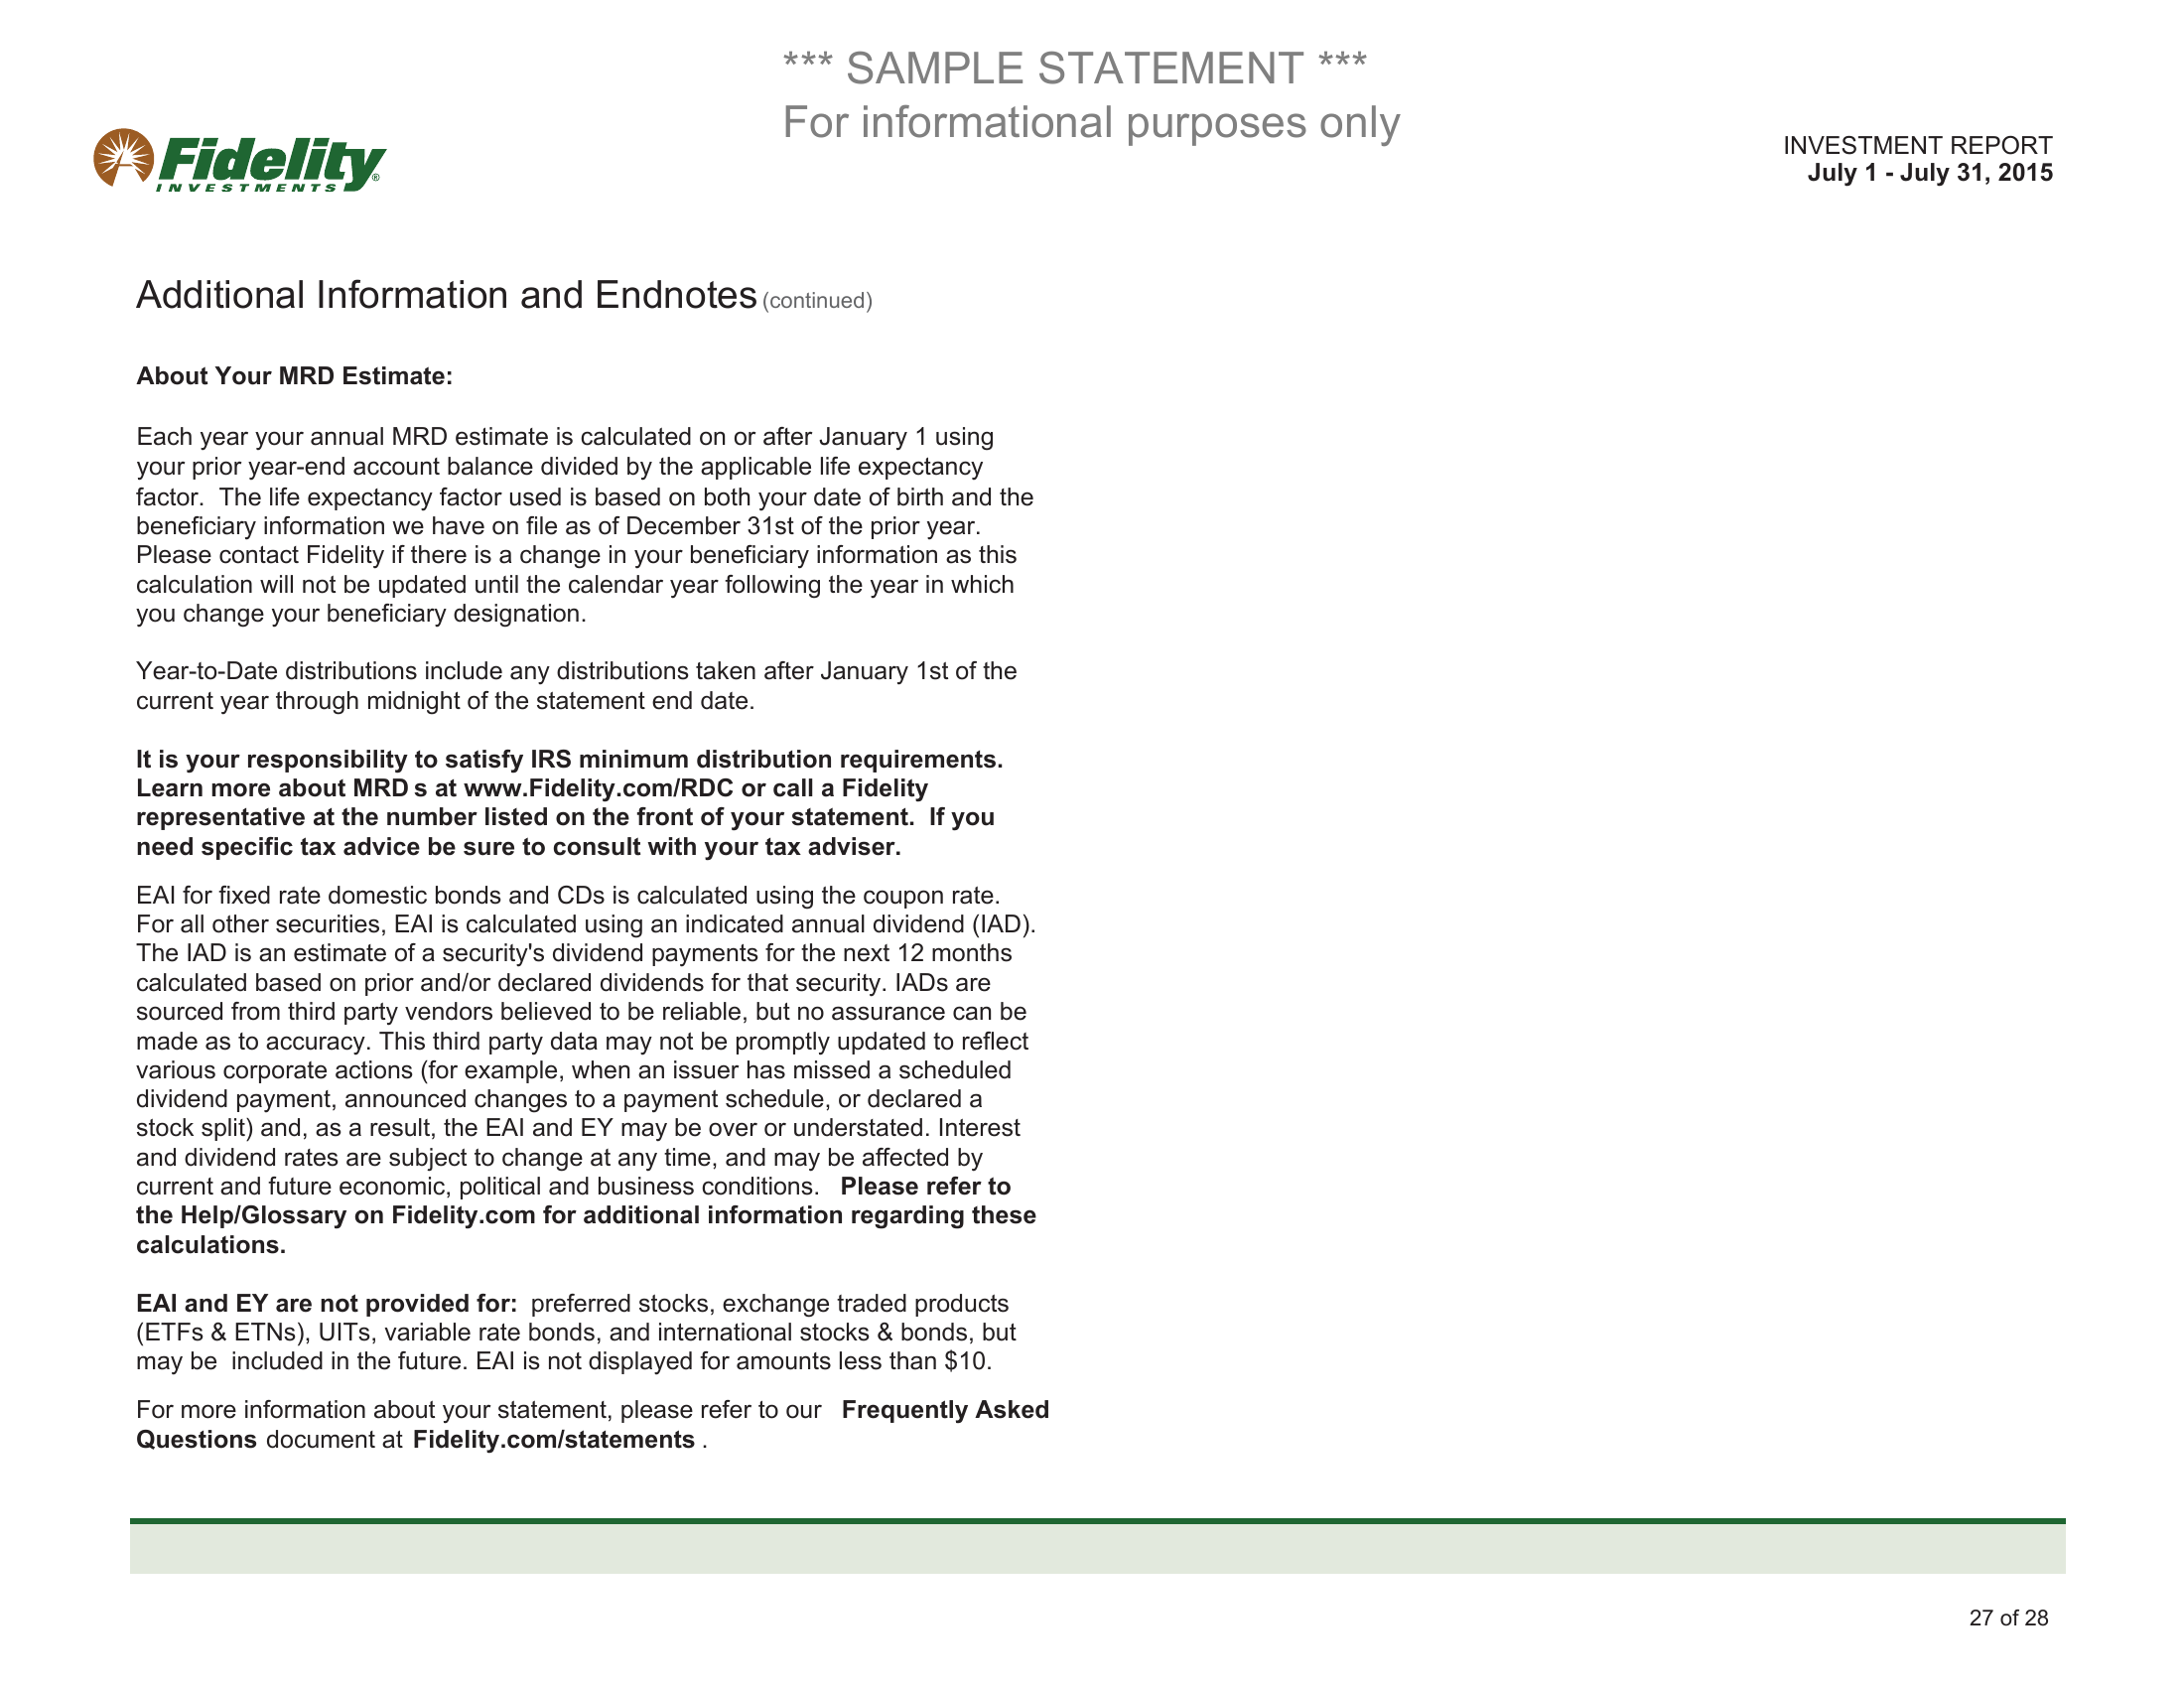 *** SAMPLE STATEMENT ***
For informational purposes only
Fidelity®
INVESTMENTS
INVESTMENT REPORT
July 1 - July 31, 2015
Additional Information and Endnotes (continued)
About Your MRD Estimate:
Each year your annual MRD estimate is calculated on or after January 1 using
your prior year-end account balance divided by the applicable life expectancy
factor.  The life expectancy factor used is based on both your date of birth and the
beneficiary information we have on file as of December 31st of the prior year.
Please contact Fidelity if there is a change in your beneficiary information as this
calculation will not be updated until the calendar year following the year in which
you change your beneficiary designation.
Year-to-Date distributions include any distributions taken after January 1st of the
current year through midnight of the statement end date.
It is your responsibility to satisfy IRS minimum distribution requirements.
Learn more about MRD s at www.Fidelity.com/RDC or call a Fidelity
representative at the number listed on the front of your statement.  If you
need specific tax advice be sure to consult with your tax adviser.
EAI for fixed rate domestic bonds and CDs is calculated using the coupon rate.
For all other securities, EAI is calculated using an indicated annual dividend (IAD).
The IAD is an estimate of a security's dividend payments for the next 12 months
calculated based on prior and/or declared dividends for that security. IADs are
sourced from third party vendors believed to be reliable, but no assurance can be
made as to accuracy. This third party data may not be promptly updated to reflect
various corporate actions (for example, when an issuer has missed a scheduled
dividend payment, announced changes to a payment schedule, or declared a
stock split) and, as a result, the EAI and EY may be over or understated. Interest
and dividend rates are subject to change at any time, and may be affected by
current and future economic, political and business conditions.   Please refer to
the Help/Glossary on Fidelity.com for additional information regarding these
calculations.
EAI and EY are not provided for:  preferred stocks, exchange traded products
(ETFs & ETNs), UITs, variable rate bonds, and international stocks & bonds, but
may be  included in the future. EAI is not displayed for amounts less than $10.
For more information about your statement, please refer to our   Frequently Asked
Questions document at Fidelity.com/statements .
27 of 28